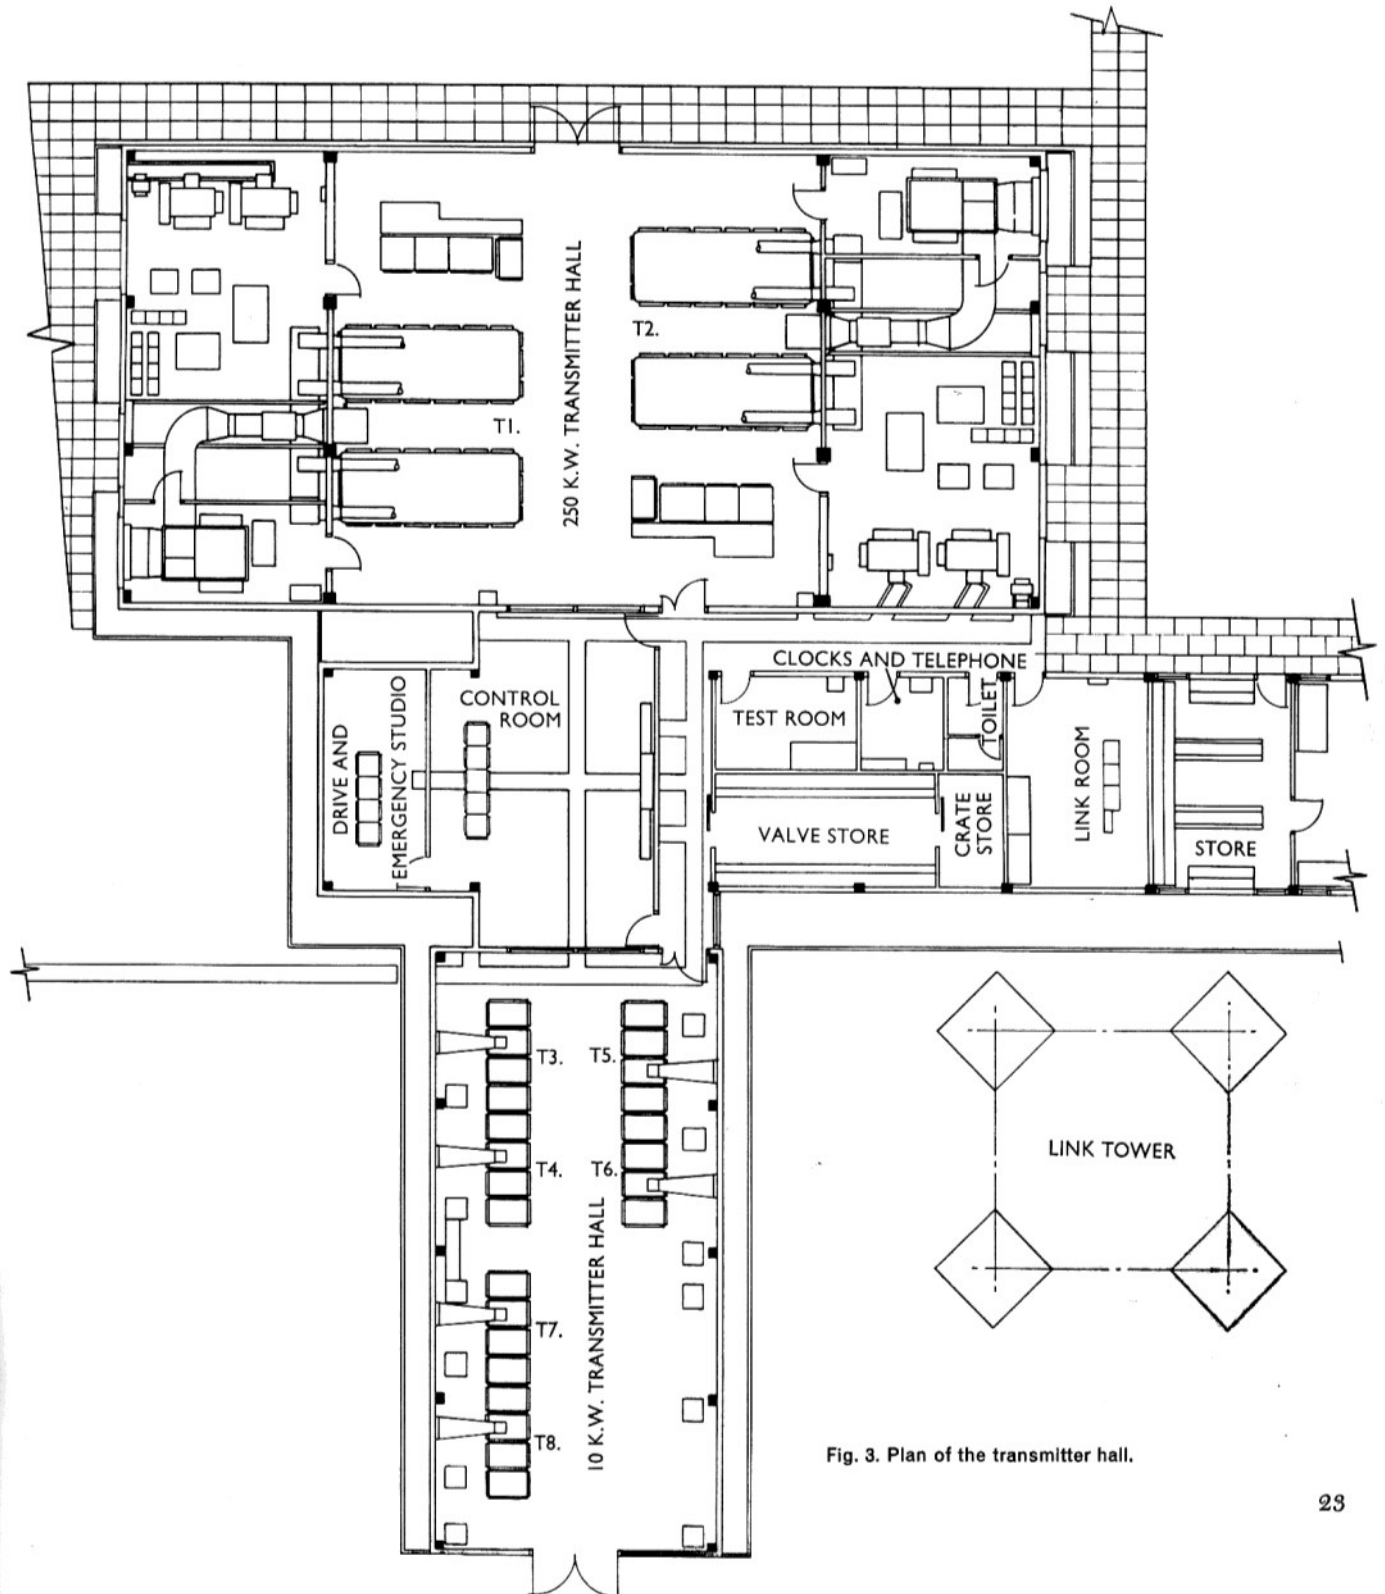 250 K.W. TRANSMITTER HALL
T2.
T1.
CLOCKS AND TELEPHONE
CONTROL
ROOM
TEST ROOM
TOILET
DRIVE AND
EMERGENCY STUDIO
LINK ROOM
VALVE STORE
CRATE
STORE
STORE
T3.
T5.
T4.
T6.
LINK TOWER
10 K.W. TRANSMITTER HALL
T7.
T8.
Fig. 3. Plan of the transmitter hall.
23